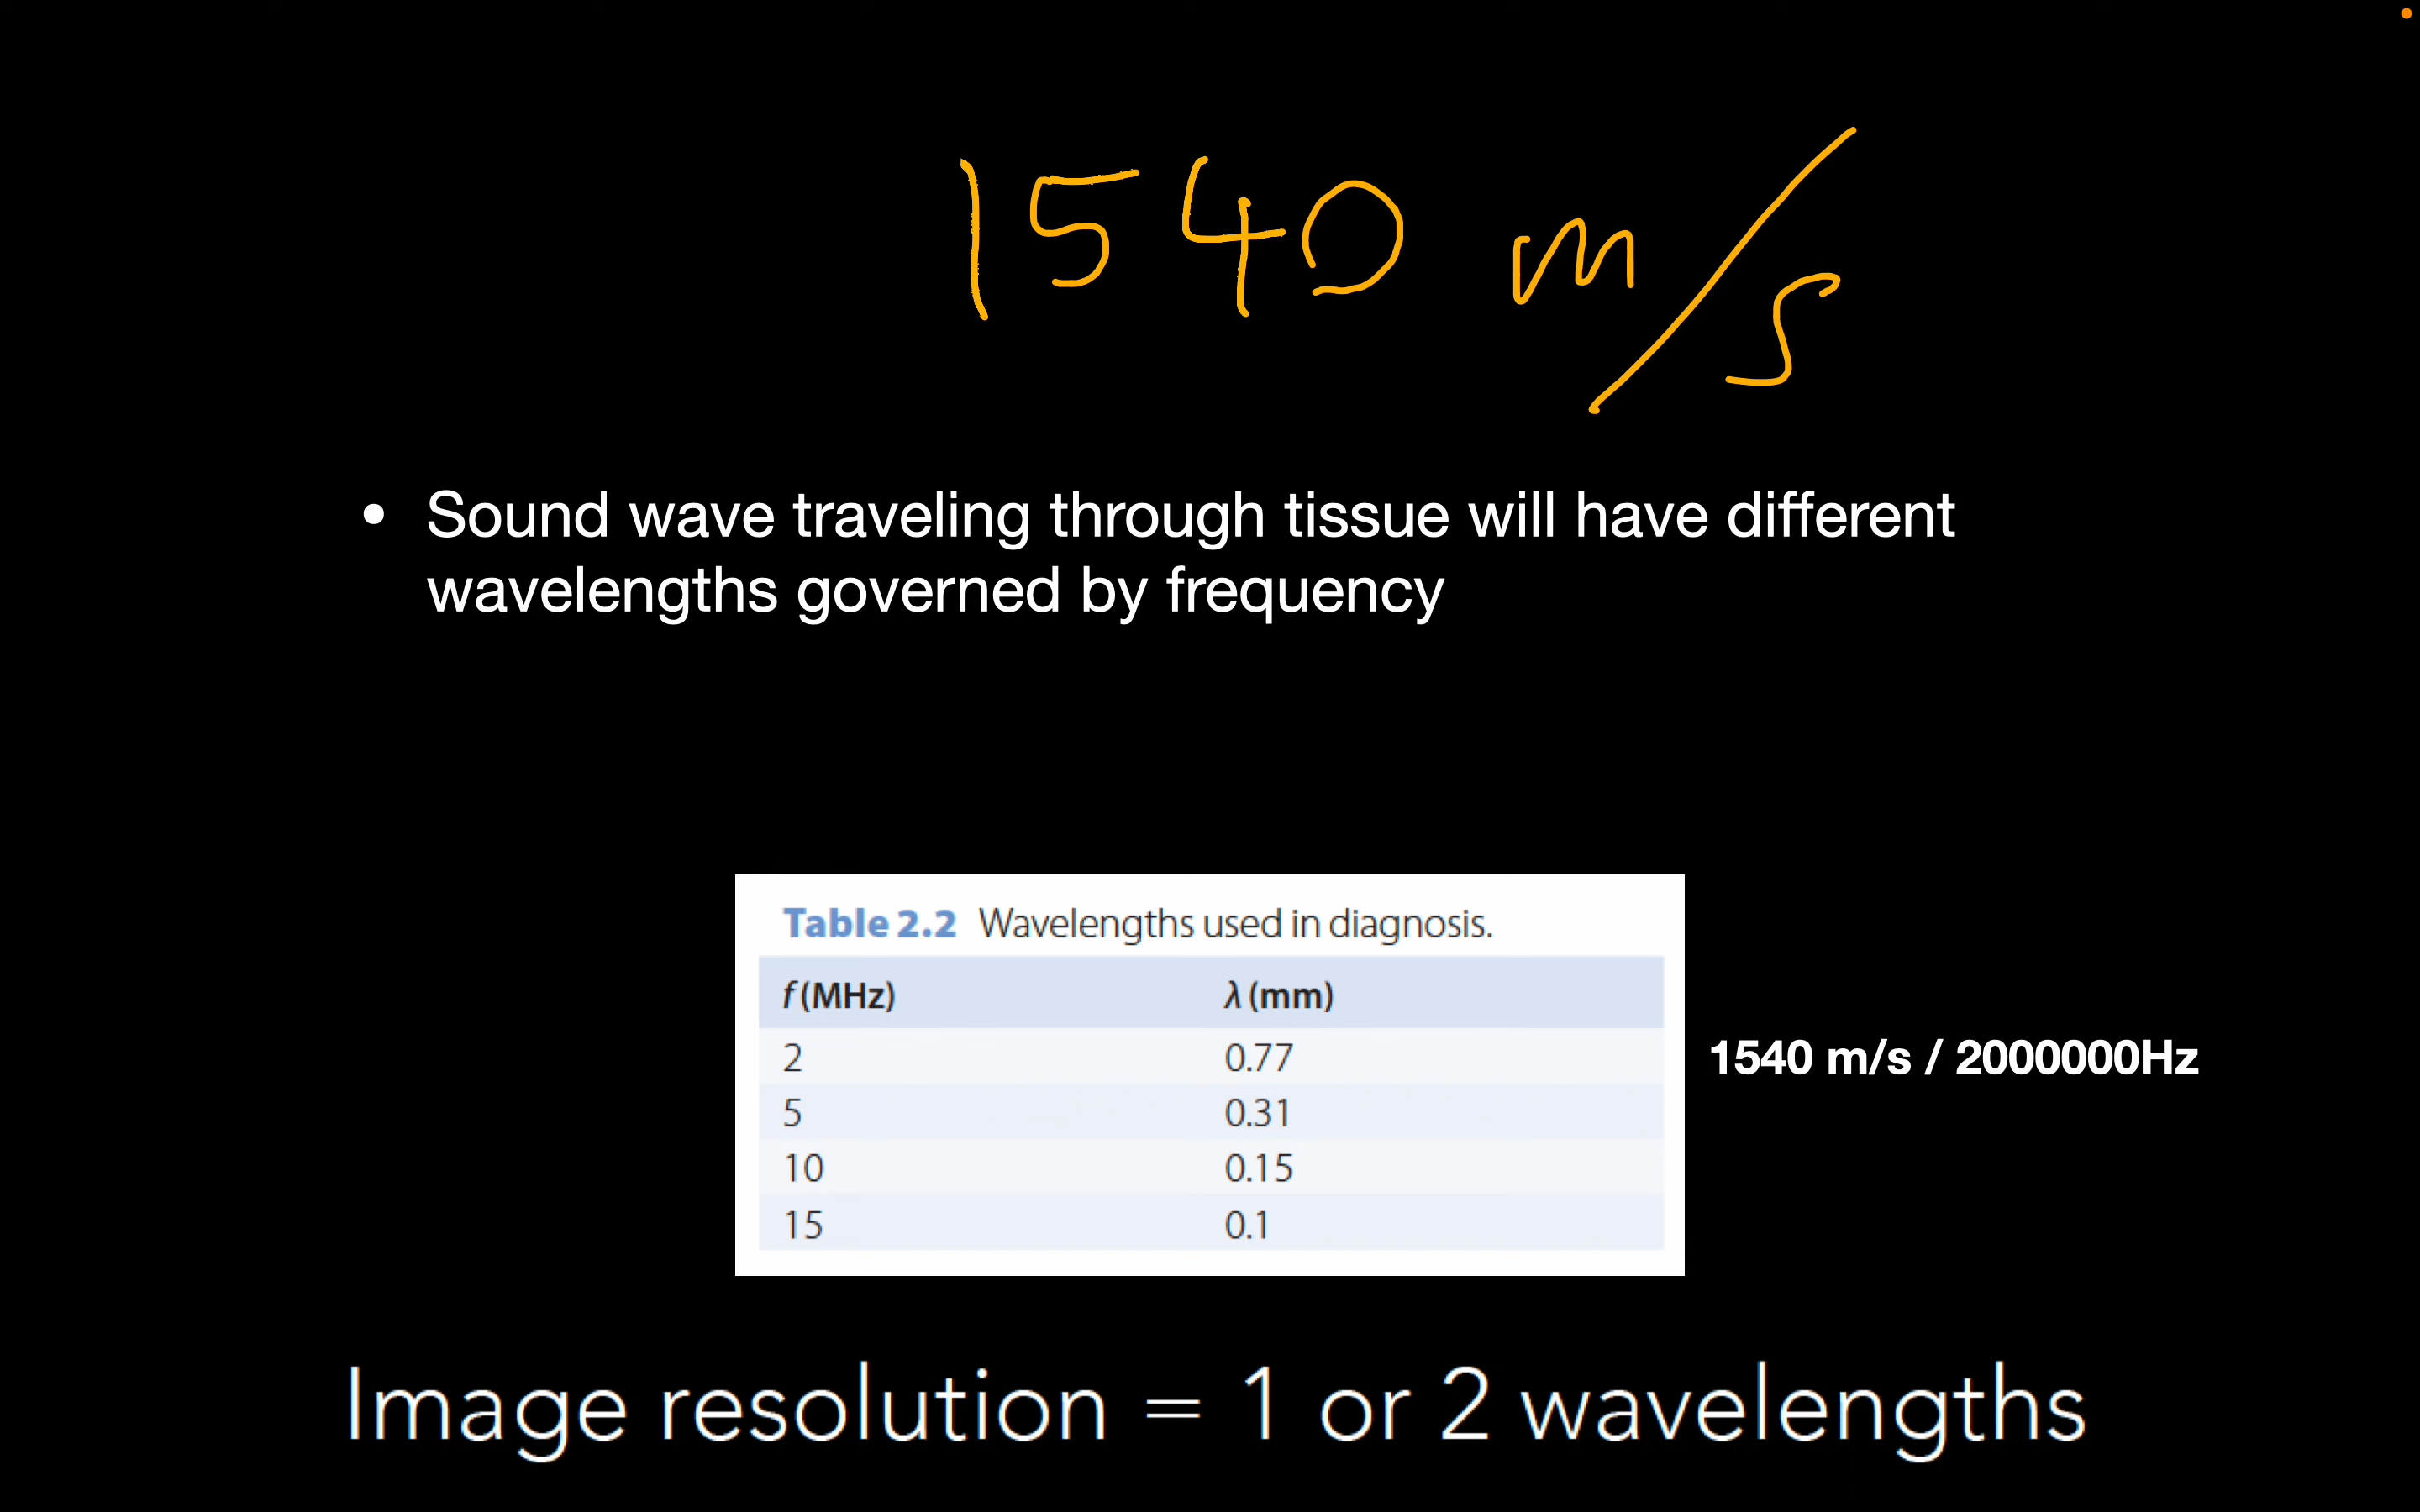 1540 m/s
• Sound wave traveling through tissue will have different
wavelengths governed by frequency
Table 2.2 Wavelengths used in diagnosis.
f (MHz) λ (mm)
2 0.77
1540 m/s / 2000000Hz
5 0.31
10 0.15
15 0.1
Image resolution = 1 or 2 wavelengths